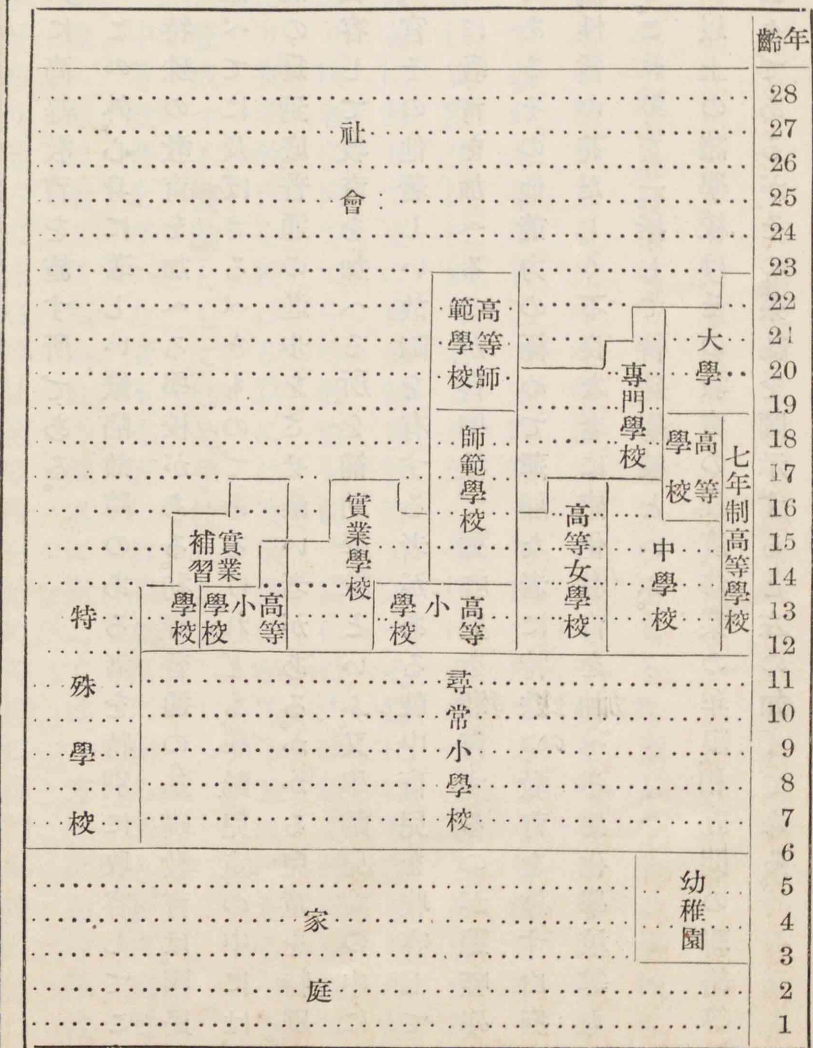 年齡
28
27
26
25
24
23
22
21
20
19
18
17
16
15
14
13
12
11
10
9
8
7
6
5
4
3
2
1
社會
大學
高等學校
七年制高等學校
專門學校
中學校
高等女學校
高等師範學校
師範學校
高等小學校
實業學校
高等小學校
實業補習學校
尋常小學校
特殊學校
幼稚園
家庭